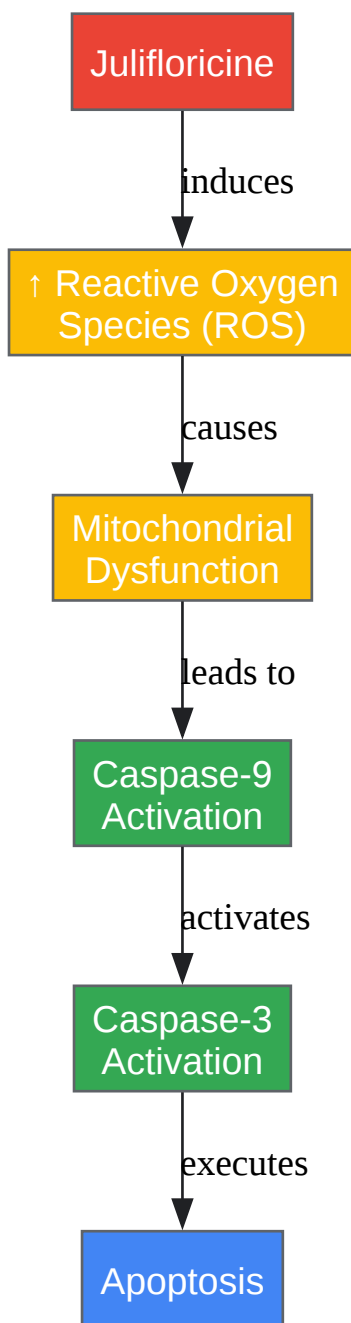 Julifloricine
induces
↑ Reactive Oxygen
Species (ROS)
causes
Mitochondrial
Dysfunction
leads to
Caspase-9
Activation
activates
Caspase-3
Activation
executes
Apoptosis